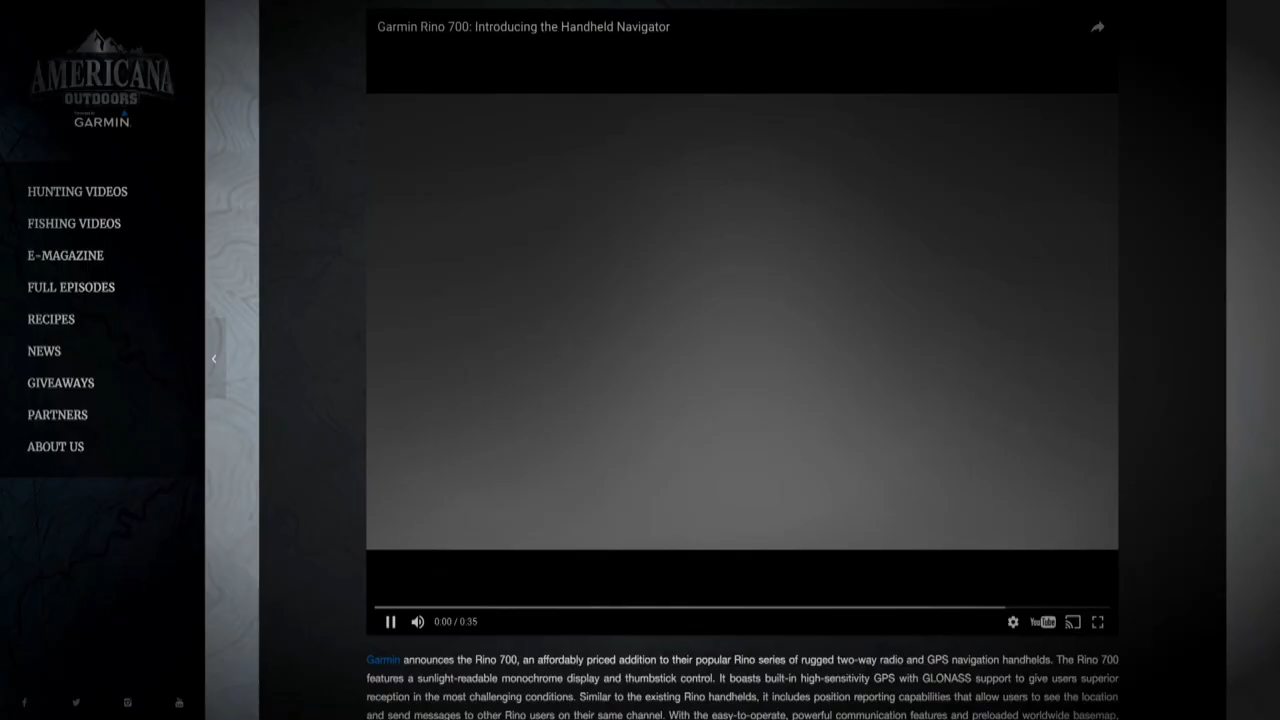 AMERICANA
OUTDOORS
GARMIN.
HUNTING VIDEOS
FISHING VIDEOS
E-MAGAZINE
FULL EPISODES
RECIPES
NEWS
GIVEAWAYS
PARTNERS
ABOUT US
Garmin Rino 700: Introducing the Handheld Navigator
0:00 / 0:35
YouTube
Garmin announces the Rino 700, an affordably priced addition to their popular Rino series of rugged two-way radio and GPS navigation handhelds. The Rino 700
features a sunlight-readable monochrome display and thumbstick control. It boasts built-in high-sensitivity GPS with GLONASS support to give users superior
reception in the most challenging conditions. Similar to the existing Rino handhelds, it includes position reporting capabilities that allow users to see the location
and send messages to other Rino users on their same channel. With the easy-to-operate, powerful communication features and preloaded worldwide basemap,